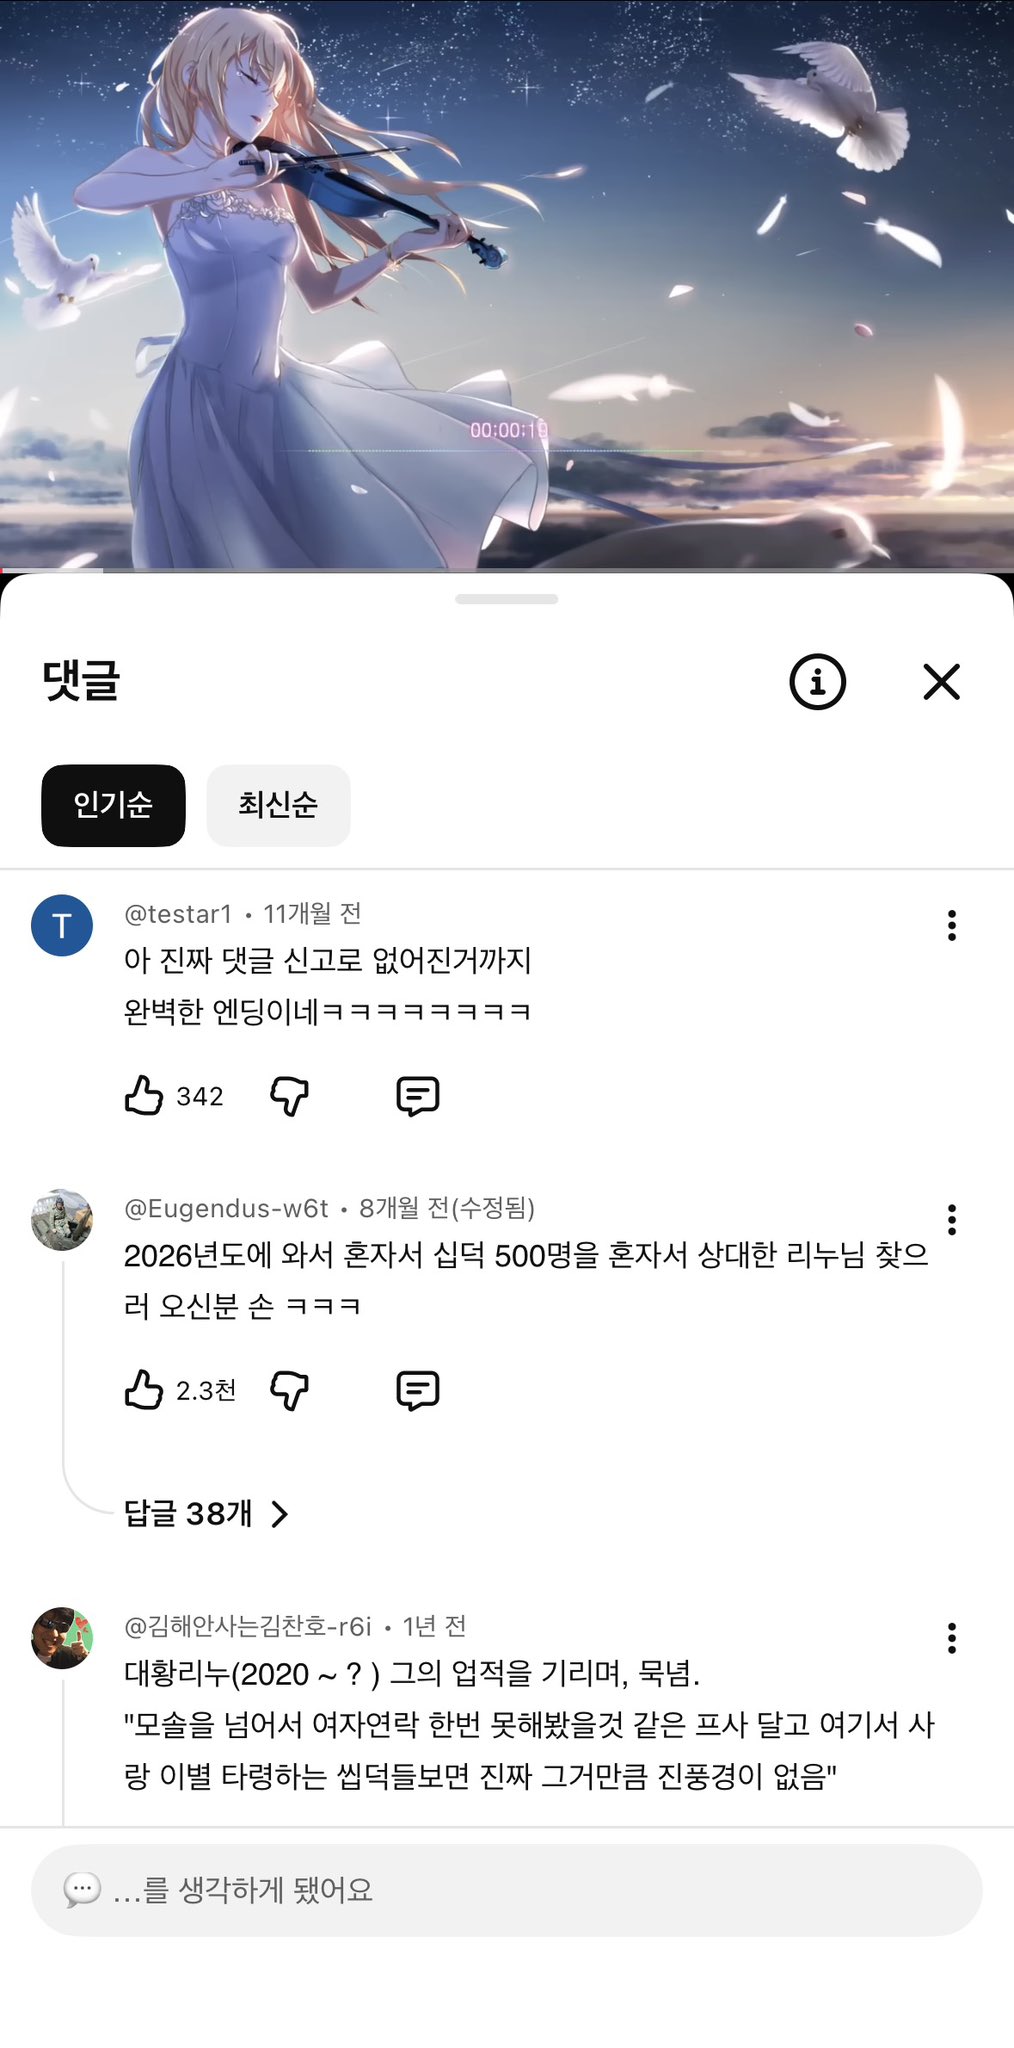 00:00:19
댓글
인기순 최신순
T
@testar1 • 11개월 전
아 진짜 댓글 신고로 없어진거까지
완벽한 엔딩이네ㅋㅋㅋㅋㅋㅋㅋㅋ
342
@Eugendus-w6t • 8개월 전(수정됨)
2026년도에 와서 혼자서 십덕 500명을 혼자서 상대한 리누님 찾으
러 오신분 손 ㅋㅋㅋ
2.3천
답글 38개
@김해안사는김찬호-r6i • 1년 전
대황리누(2020 ~ ? ) 그의 업적을 기리며, 묵념.
"모솔을 넘어서 여자연락 한번 못해봤을것 같은 프사 달고 여기서 사
랑 이별 타령하는 씹덕들보면 진짜 그거만큼 진풍경이 없음"
...를 생각하게 됐어요